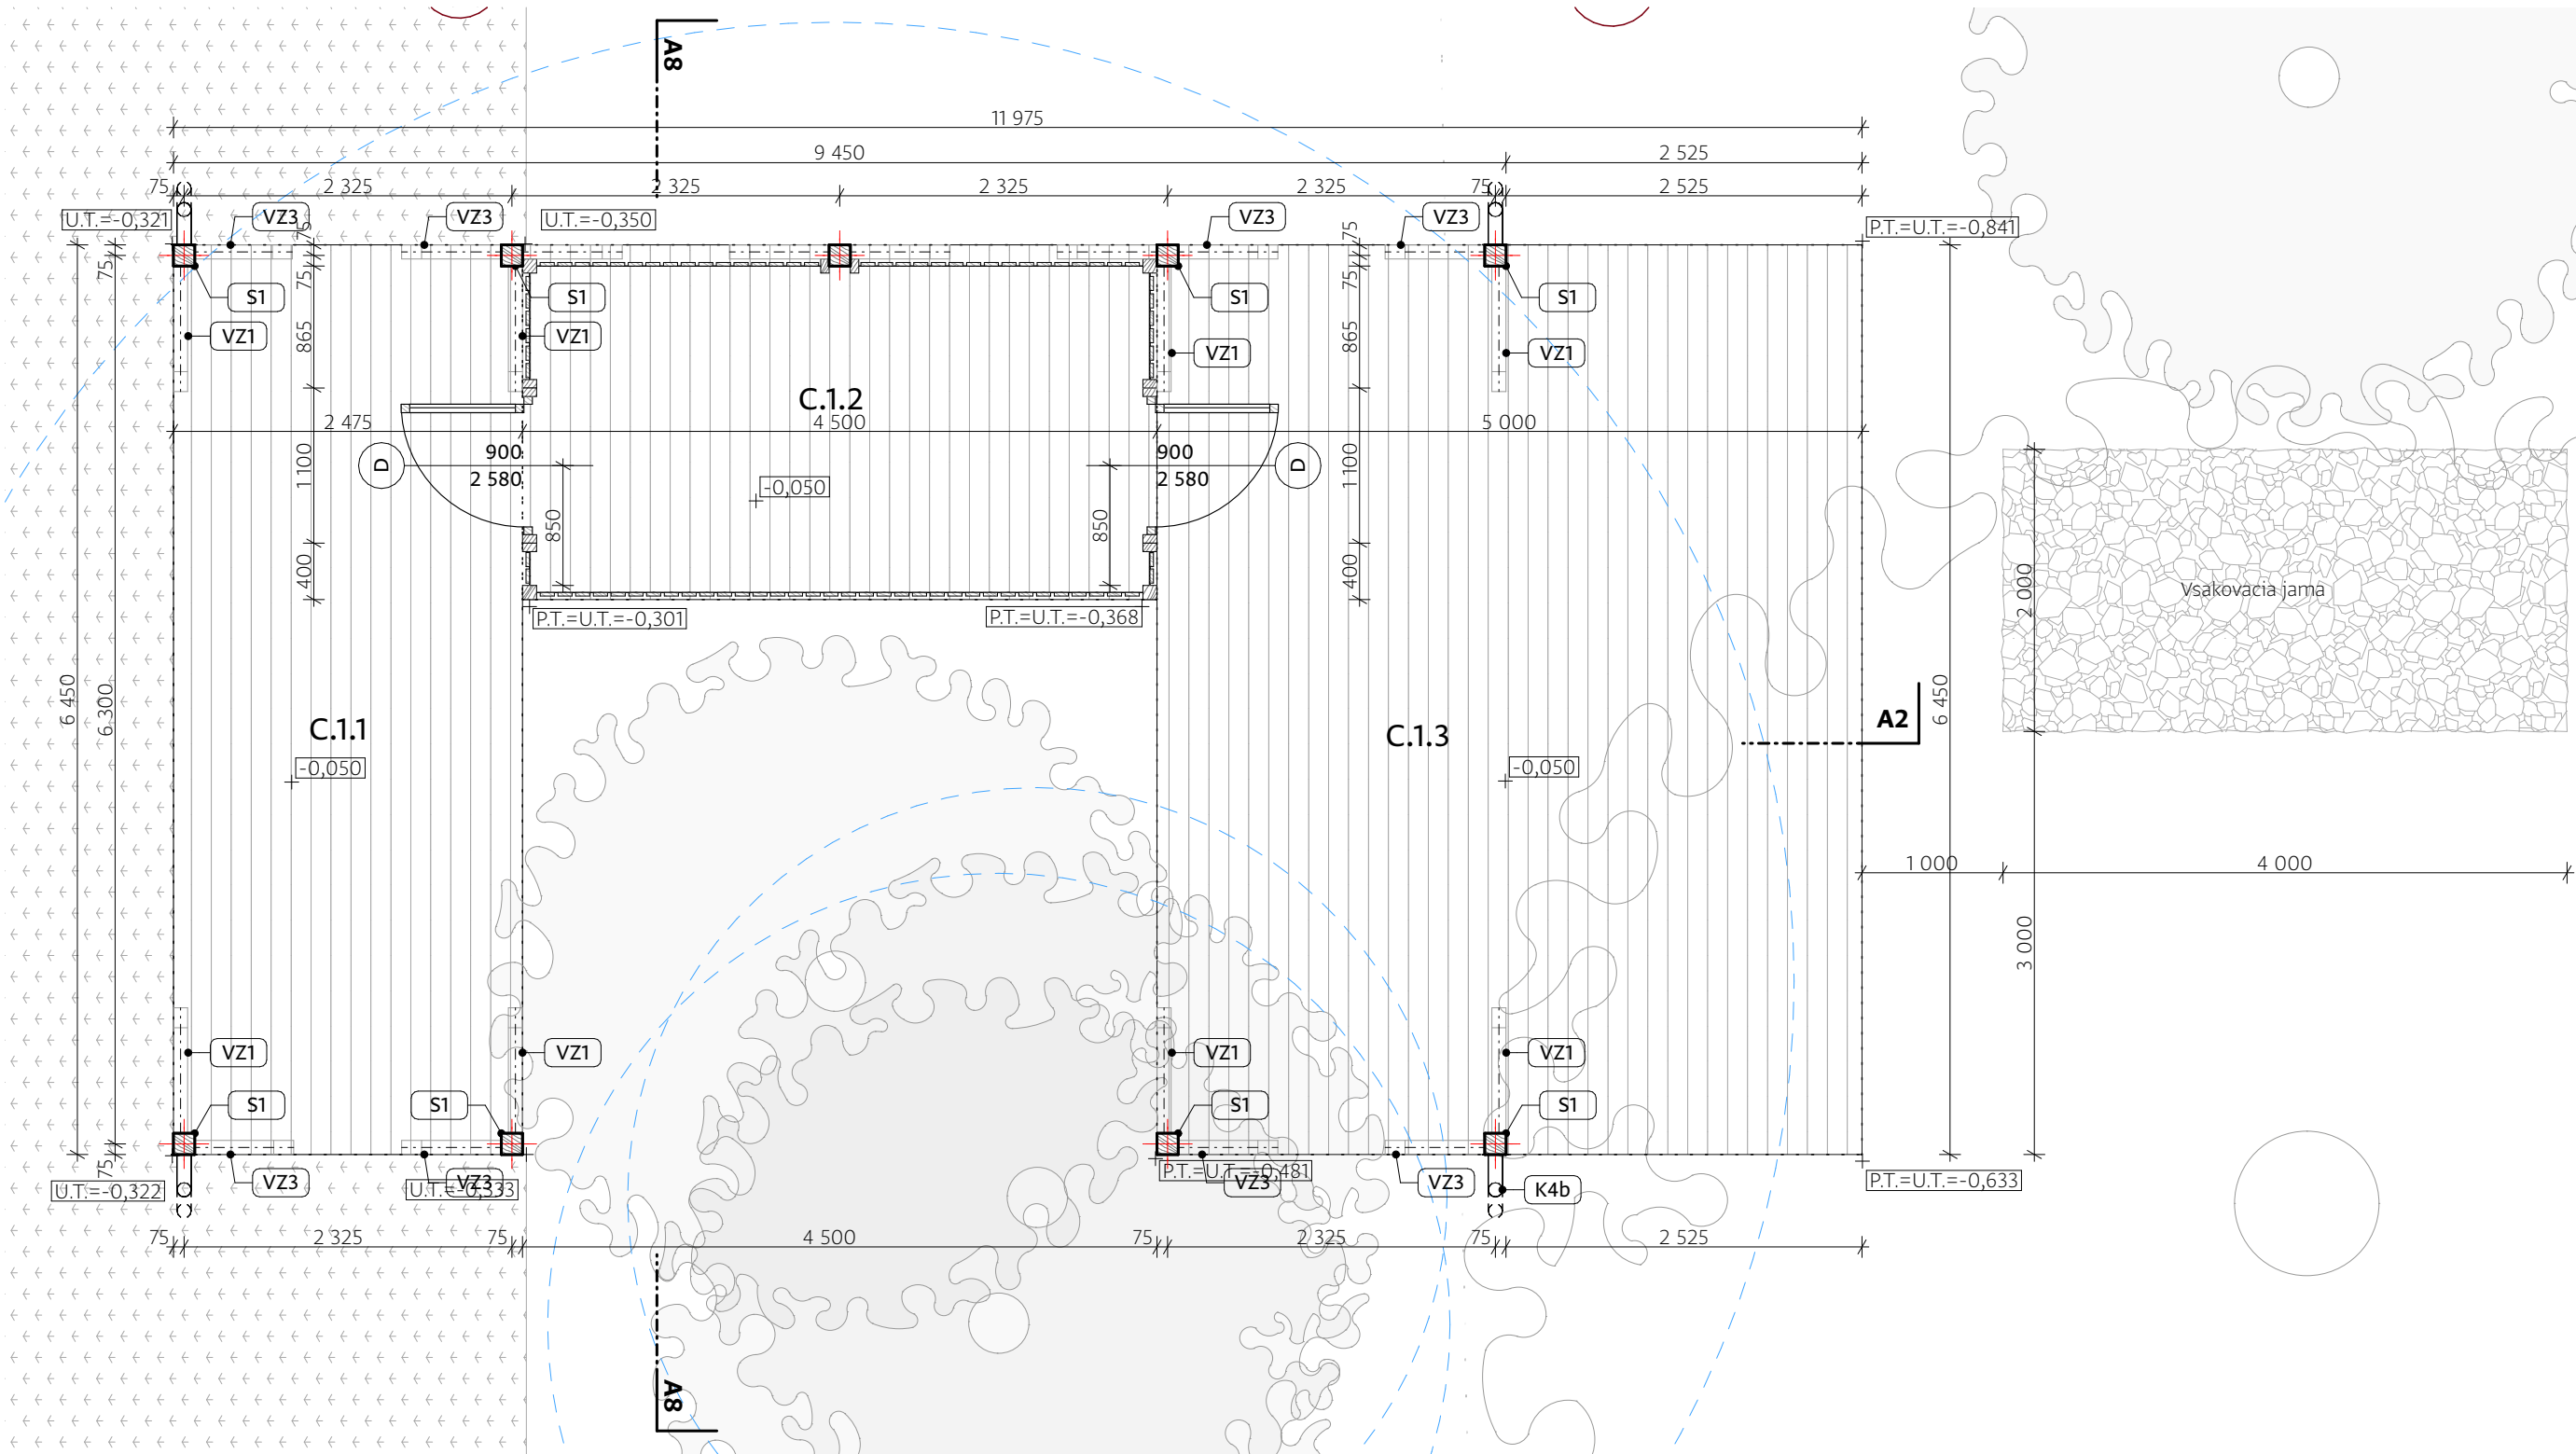 A8
11 975
9 450
2 525
75
2 325
2 325
2 325
2 325
75
2 525
U.T.=-0,321
VZ3
VZ3
U.T.=-0,350
VZ3
VZ3
P.T.=U.T.=-0,841
75
75
75
75
75
S1
S1
S1
S1
VZ1
VZ1
VZ1
VZ1
865
865
C.1.2
2 475
4 500
5 000
D
900
2 580
900
2 580
D
1 100
1 100
-0,050
850
850
400
400
P.T.=U.T.=-0,301
P.T.=U.T.=-0,368
2 000
Vsakovacia jama
6 450
6 300
C.1.1
-0,050
C.1.3
-0,050
A2
6 450
1 000
4 000
3 000
VZ1
VZ1
VZ1
VZ1
S1
S1
S1
S1
75
U.T.=-0,322
VZ3
U.T.=-0,333
VZ3
P.T.=U.T.=-0,481
VZ3
VZ3
K4b
P.T.=U.T.=-0,633
75
2 325
75
4 500
75
2 325
75
2 525
A8